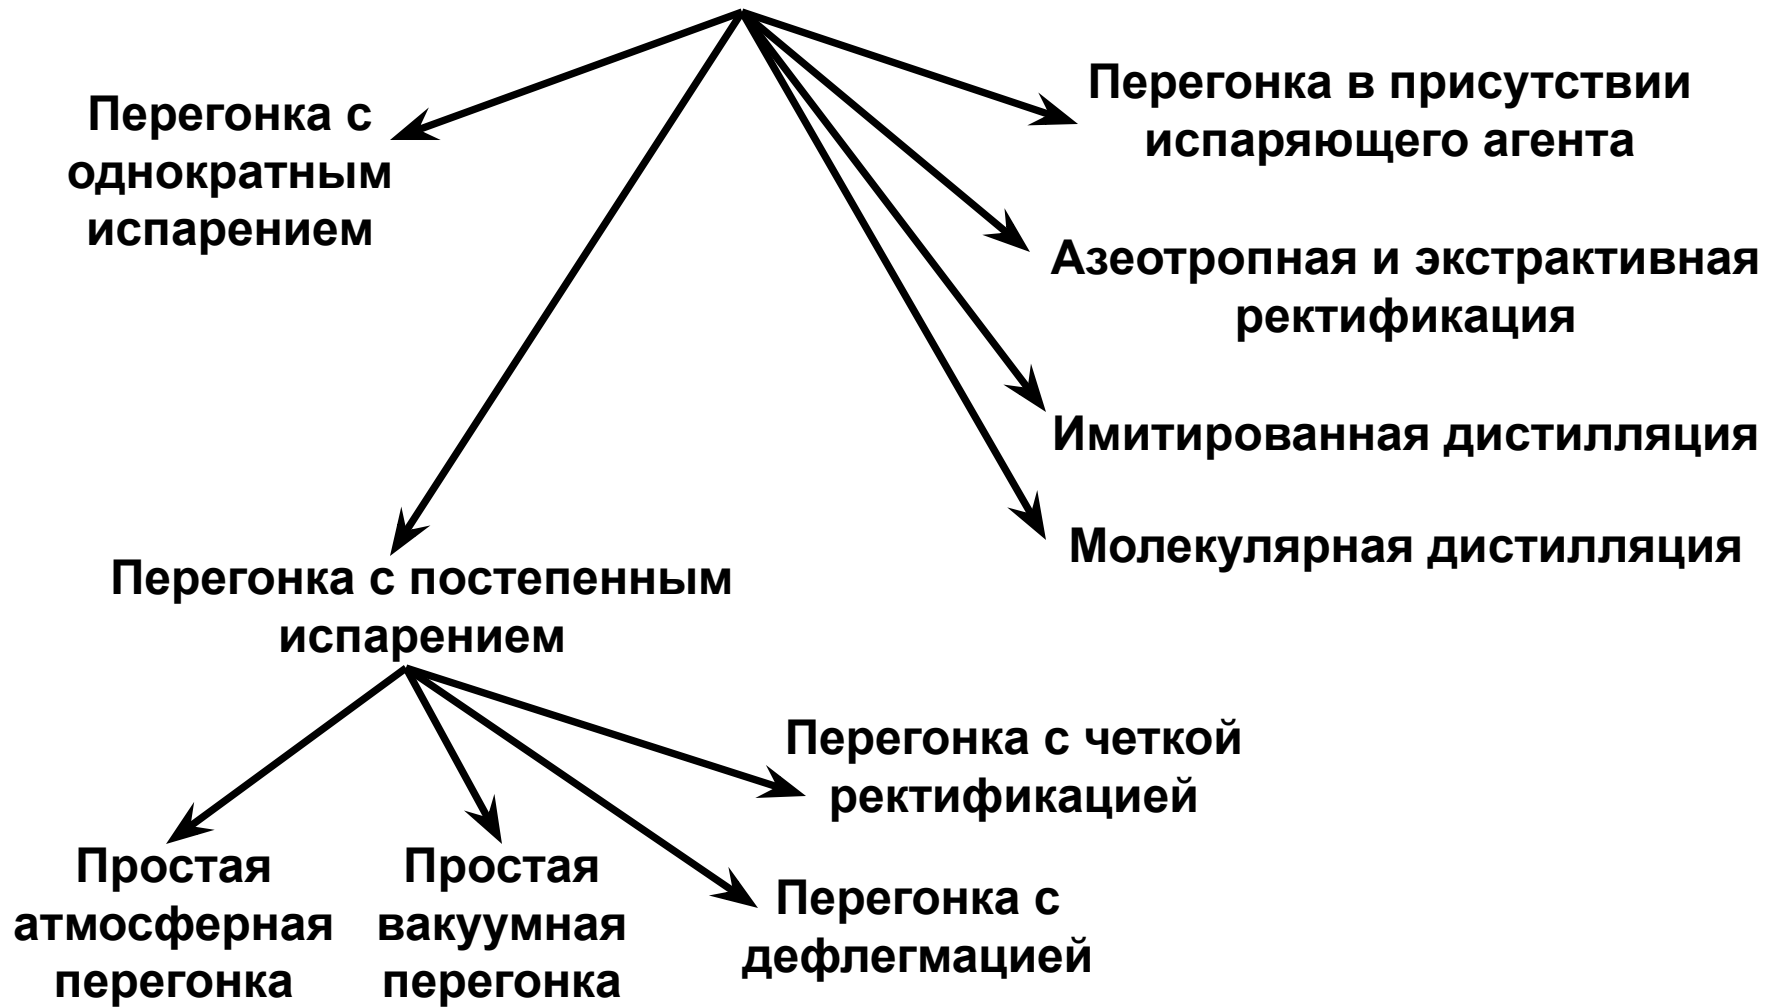 Перегонка с
однократным
испарением
Перегонка в присутствии
испаряющего агента
Азеотропная и экстрактивная
ректификация
Имитированная дистилляция
Молекулярная дистилляция
Перегонка с постепенным
испарением
Перегонка с четкой
ректификацией
Простая
атмосферная
перегонка
Простая
вакуумная
перегонка
Перегонка с
дефлегмацией